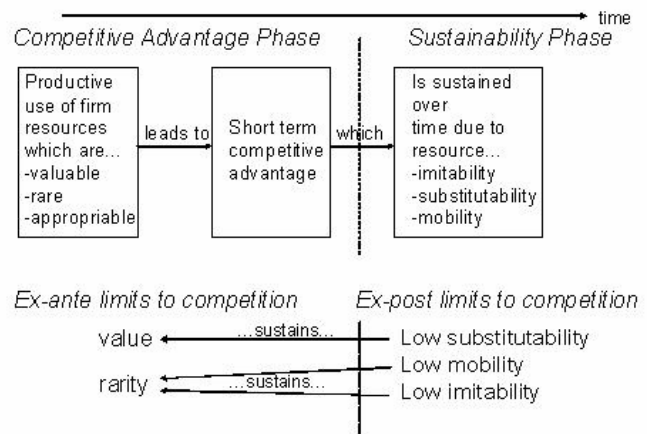 time
Competitive Advantage Phase
Sustainability Phase
Productive
use of firm
resources
which are...
-valuable
-rare
-appropriable
leads to
Short term
competitive
advantage
which
Is sustained
over
time due to
resource...
-imitability
-substitutability
-mobility
Ex-ante limits to competition
Ex-post limits to competition
value
...sustains...
Low substitutability
Low mobility
rarity
...sustains...
Low imitability